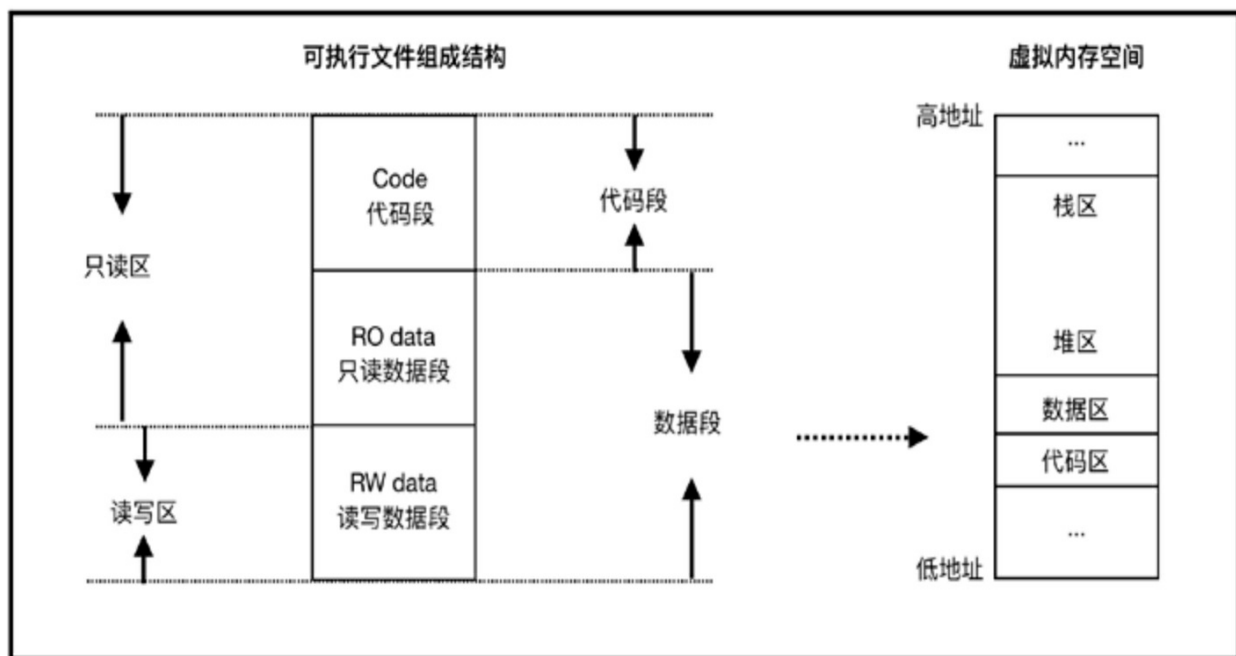 可执行文件组成结构
虚拟内存空间
高地址
...
Code
代码段
代码段
栈区
只读区
RO data
只读数据段
堆区
数据段
数据区
代码区
RW data
读写数据段
读写区
...
低地址